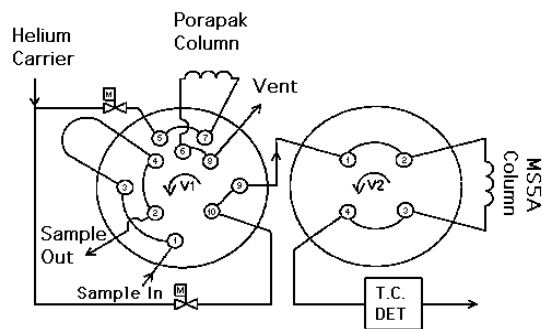 Porapak
Column
Helium
Carrier
Vent
M
5
7
6
8
4
3
V1
9
2
10
1
Sample
Out
Sample In
M
1
2
V2
4
3
MS5A
Column
T.C.
DET